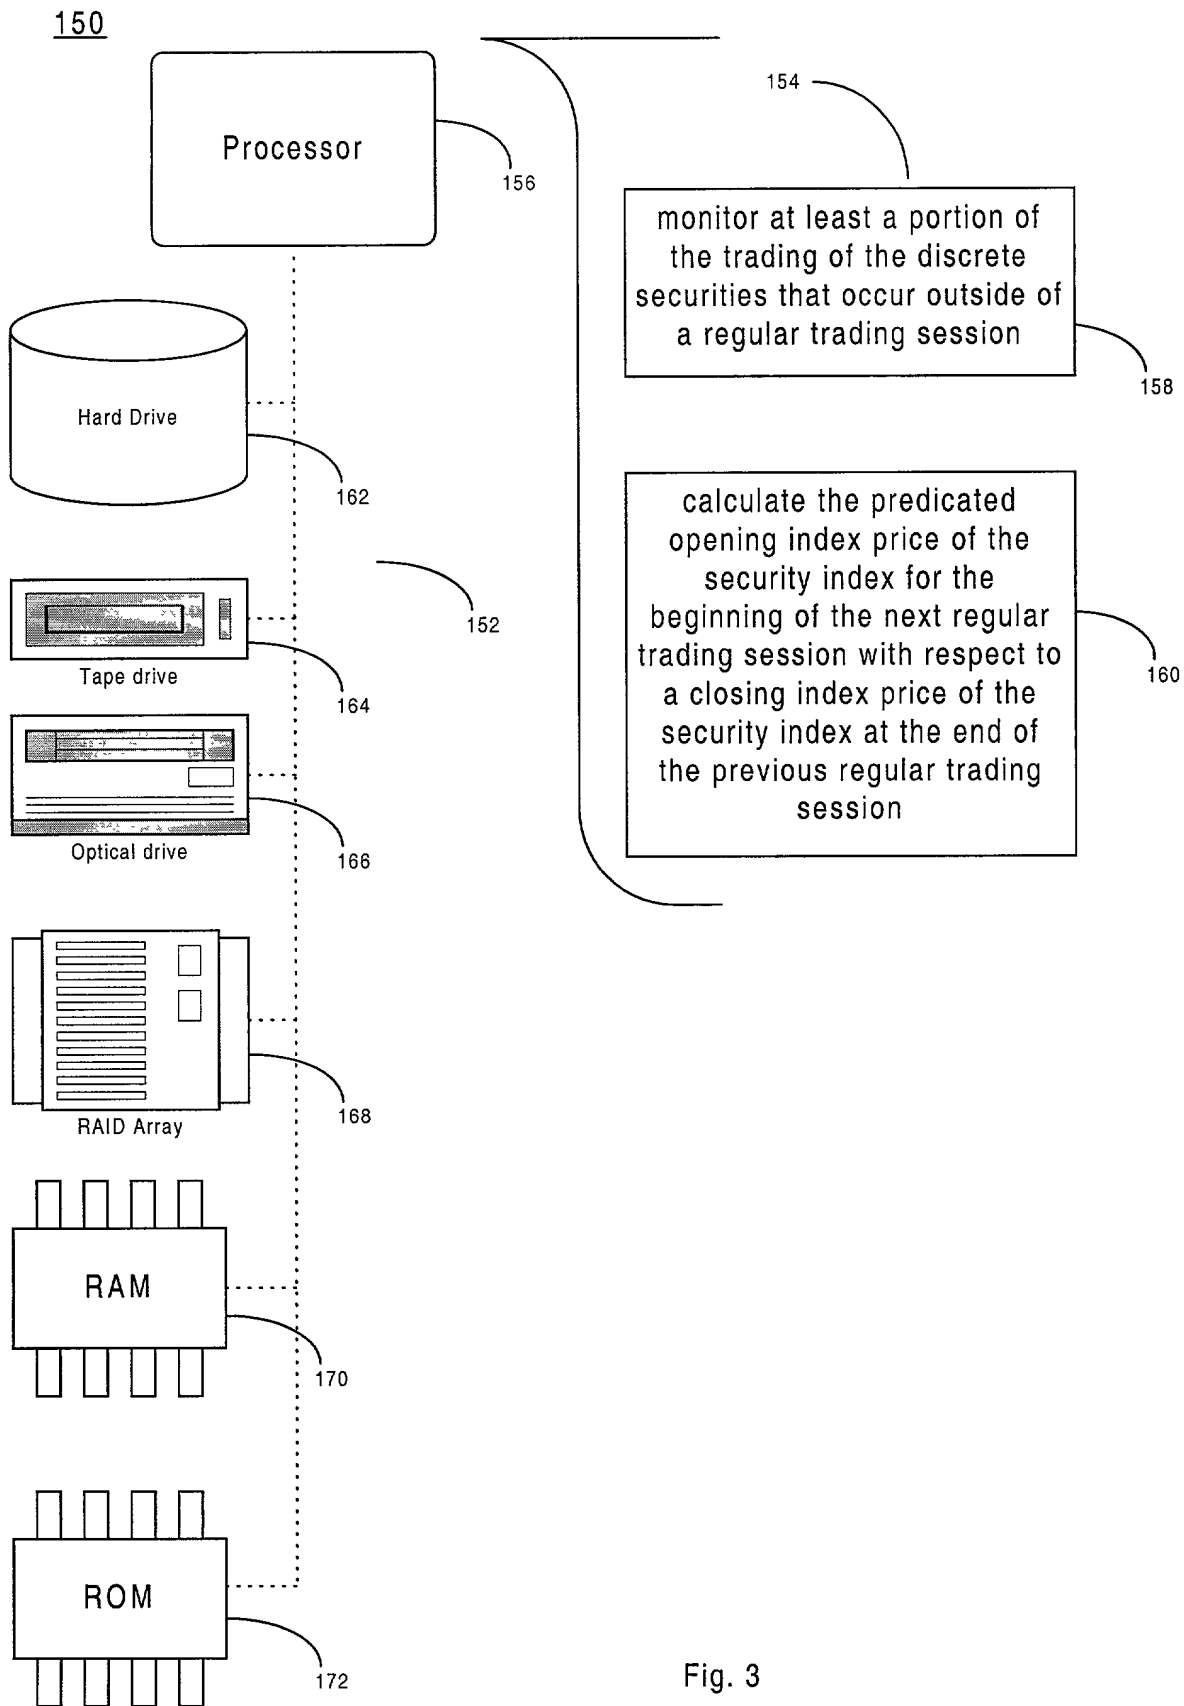 150
Processor
156
154
monitor at least a portion of
the trading of the discrete
securities that occur outside of
a regular trading session
158
Hard Drive
162
calculate the predicated
opening index price of the
security index for the
beginning of the next regular
trading session with respect to
a closing index price of the
security index at the end of
the previous regular trading
session
160
152
Tape drive
164
Optical drive
166
RAID Array
168
RAM
170
ROM
172
Fig. 3